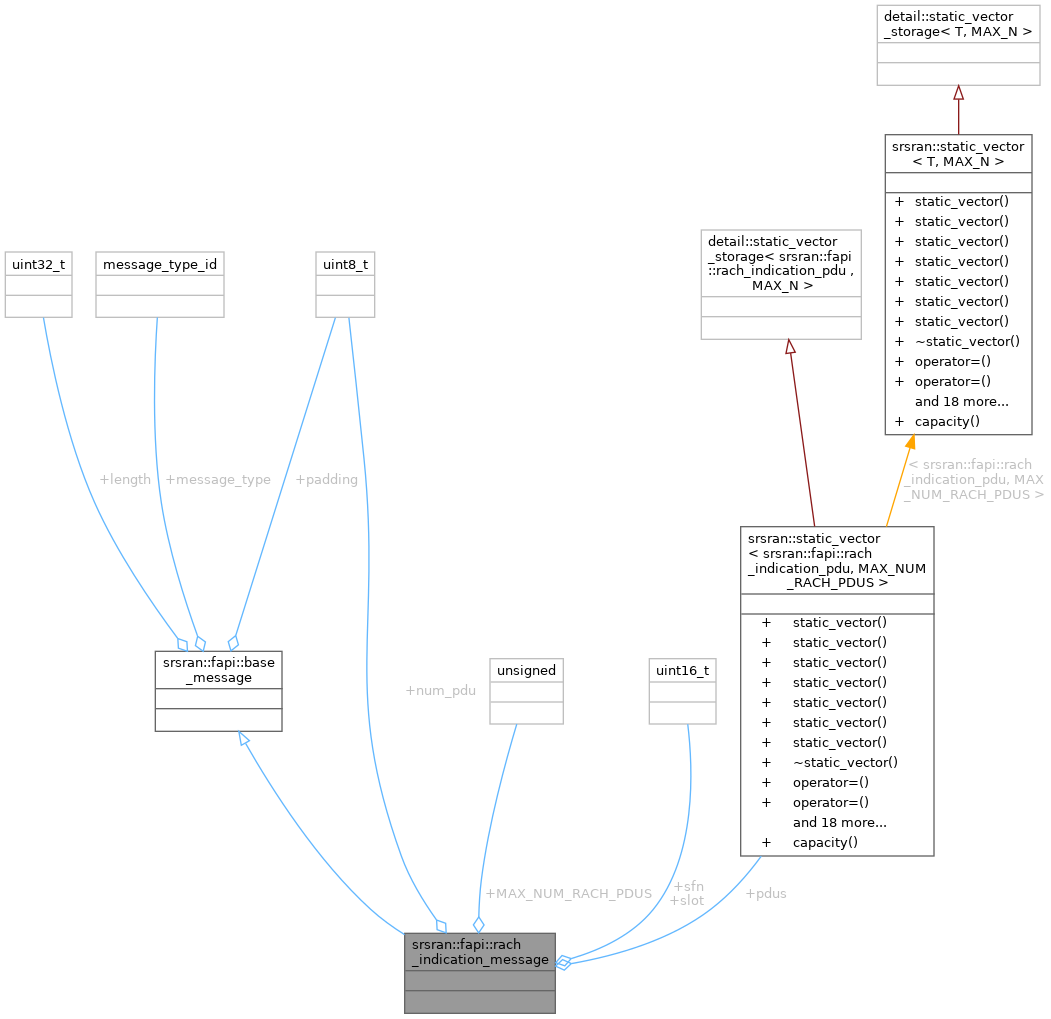 detail::static_vector
_storage< T, MAX_N >
srsran::static_vector
< T, MAX_N >
+ static_vector()
+ static_vector()
+ static_vector()
+ static_vector()
+ static_vector()
+ static_vector()
+ static_vector()
+ ~static_vector()
+ operator=()
+ operator=()
and 18 more...
+ capacity()
detail::static_vector
_storage< srsran::fapi
::rach_indication_pdu ,
MAX_N >
uint32_t
message_type_id
uint8_t
< srsran::fapi::rach
_indication_pdu, MAX
_NUM_RACH_PDUS >
+length
+message_type
+padding
srsran::static_vector
< srsran::fapi::rach
_indication_pdu, MAX_NUM
_RACH_PDUS >
+ static_vector()
+ static_vector()
+ static_vector()
+ static_vector()
+ static_vector()
+ static_vector()
+ static_vector()
+ ~static_vector()
+ operator=()
+ operator=()
and 18 more...
+ capacity()
srsran::fapi::base
_message
+num_pdu
unsigned
uint16_t
+MAX_NUM_RACH_PDUS
+sfn
+slot
+pdus
srsran::fapi::rach
_indication_message